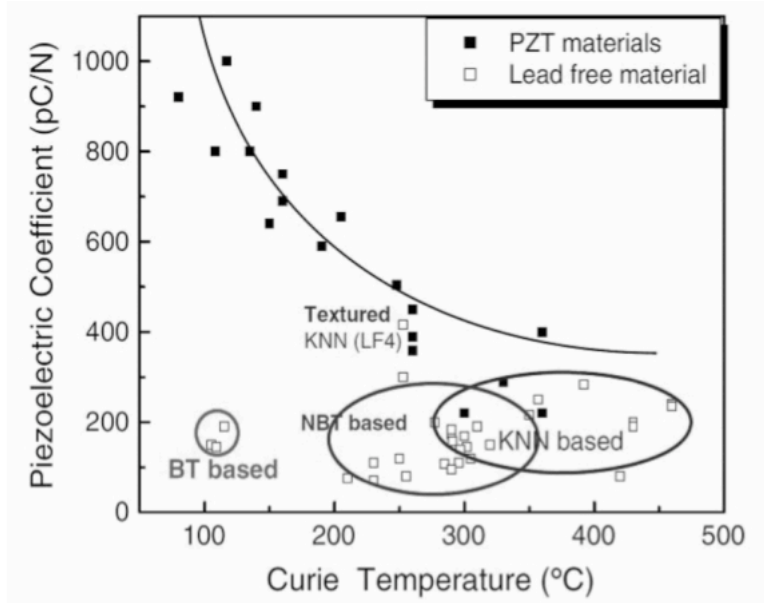 PZT materials
Lead free material
Piezoelectric Coefficient (pC/N)
1000
800
600
400
200
0
Textured
KNN (LF4)
NBT based
KNN based
BT based
100
200
300
400
500
Curie Temperature (ºC)